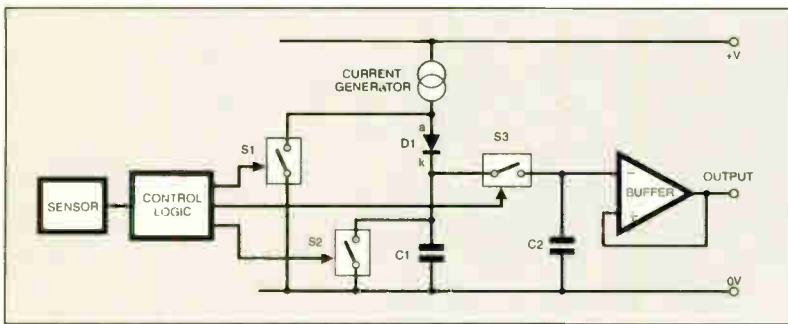 +V
CURRENT
GENERATOR
a
D1
k
S1
S3
SENSOR
CONTROL
LOGIC
S2
C1
C2
−
BUFFER
+
OUTPUT
0V